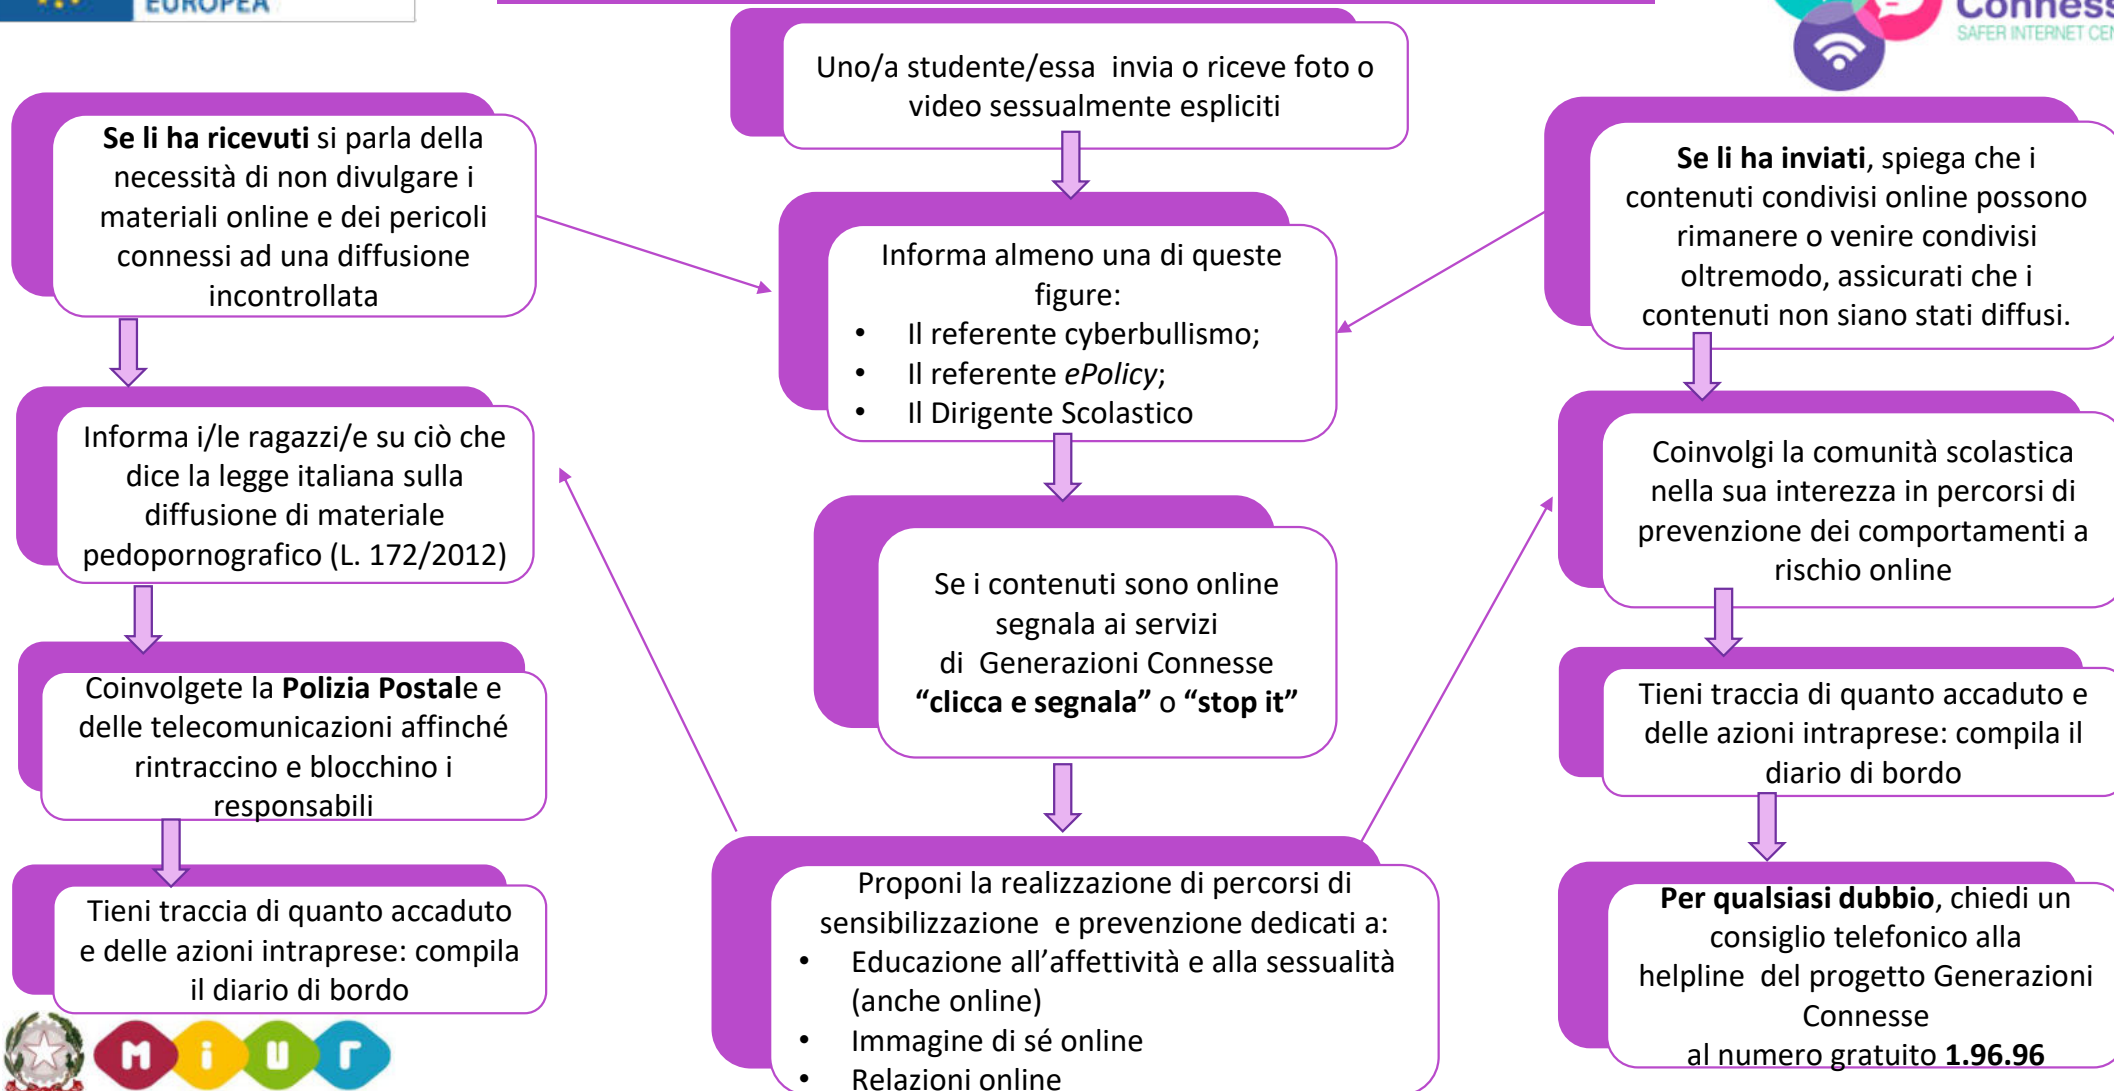 EUROPEA
Conness
SAFER INTERNET CEN
Uno/a studente/essa invia o riceve foto o
video sessualmente espliciti
Se li ha ricevuti si parla della
necessità di non divulgare i
materiali online e dei pericoli
connessi ad una diffusione
incontrollata
Informa i/le ragazzi/e su ciò che
dice la legge italiana sulla
diffusione di materiale
pedopornografico (L. 172/2012)
Coinvolgete la Polizia Postale e
delle telecomunicazioni affinché
rintraccino e blocchino i
responsabili
Tieni traccia di quanto accaduto
e delle azioni intraprese: compila
il diario di bordo
Informa almeno una di queste
figure:
• Il referente cyberbullismo;
• Il referente ePolicy;
• Il Dirigente Scolastico
Se i contenuti sono online
segnala ai servizi
di Generazioni Connesse
“clicca e segnala” o “stop it”
Proponi la realizzazione di percorsi di
sensibilizzazione e prevenzione dedicati a:
• Educazione all’affettività e alla sessualità
(anche online)
• Immagine di sé online
• Relazioni online
Se li ha inviati, spiega che i
contenuti condivisi online possono
rimanere o venire condivisi
oltremodo, assicurati che i
contenuti non siano stati diffusi.
Coinvolgi la comunità scolastica
nella sua interezza in percorsi di
prevenzione dei comportamenti a
rischio online
Tieni traccia di quanto accaduto e
delle azioni intraprese: compila il
diario di bordo
Per qualsiasi dubbio, chiedi un
consiglio telefonico alla
helpline del progetto Generazioni
Connesse
al numero gratuito 1.96.96
Miur